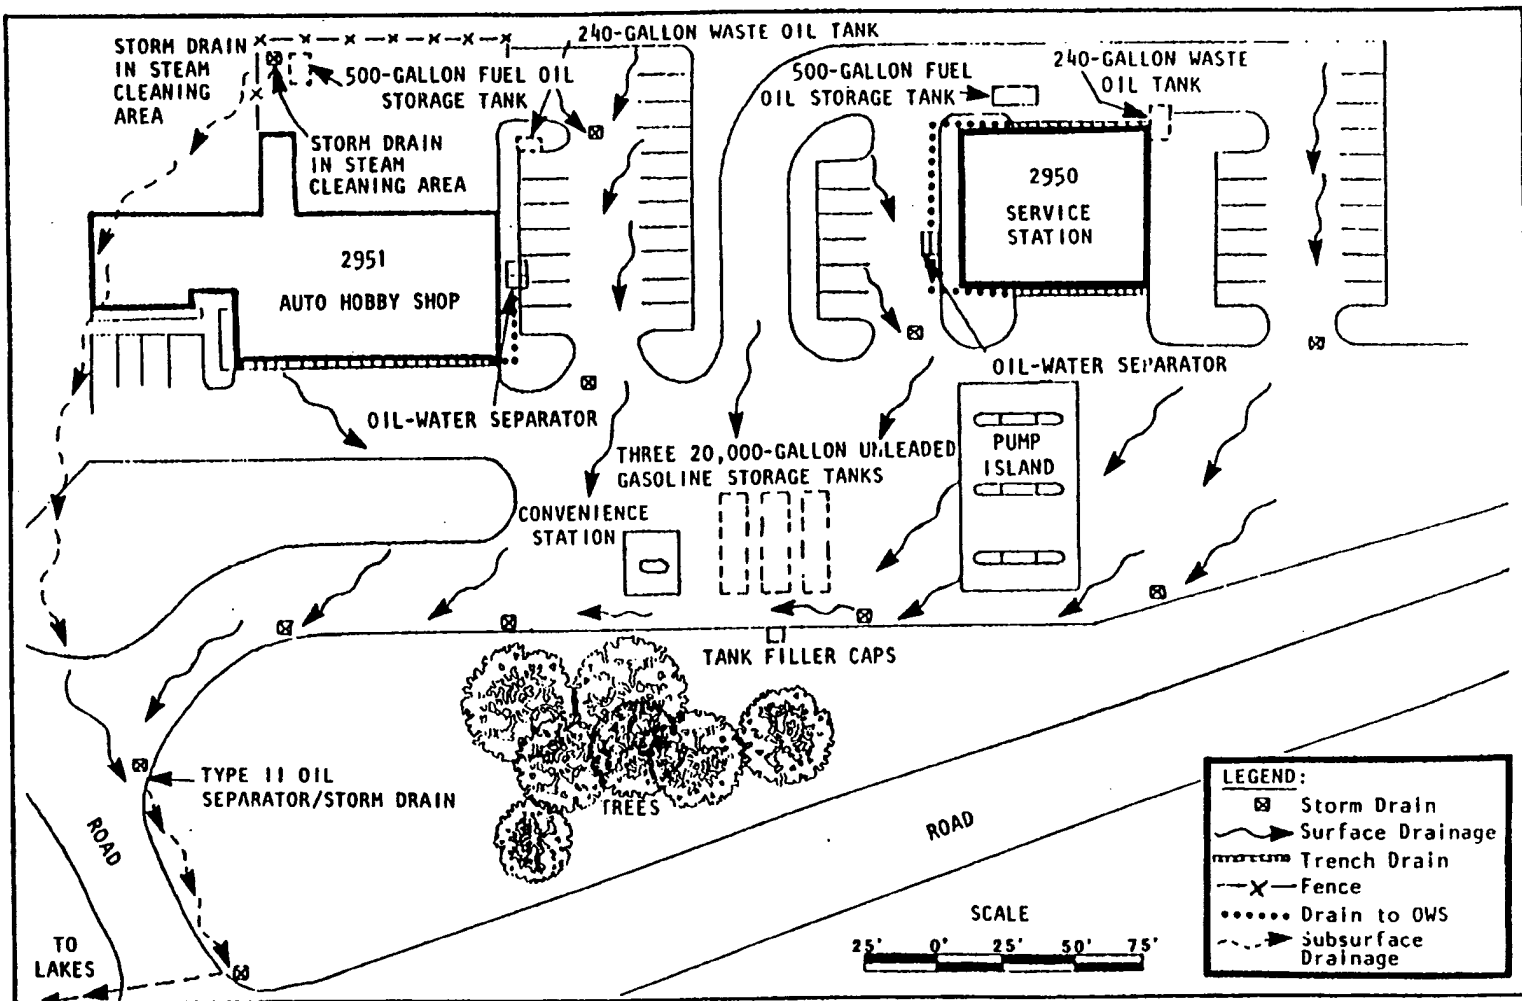 STORM DRAIN
IN STEAM
CLEANING
AREA
500-GALLON FUEL OIL
STORAGE TANK
240-GALLON WASTE OIL TANK
STORM DRAIN
IN STEAM
CLEANING AREA
500-GALLON FUEL
OIL STORAGE TANK
240-GALLON WASTE
OIL TANK
2951
AUTO HOBBY SHOP
2950
SERVICE
STATION
OIL-WATER SEPARATOR
OIL-WATER SEPARATOR
THREE 20,000-GALLON UNLEADED
GASOLINE STORAGE TANKS
PUMP
ISLAND
CONVENIENCE
STATION
TANK FILLER CAPS
TYPE II OIL
SEPARATOR/STORM DRAIN
TREES
ROAD
ROAD
TO
LAKES
SCALE
25' 0' 25' 50' 75'
LEGEND:
Storm Drain
Surface Drainage
Trench Drain
Fence
Drain to OWS
Subsurface
Drainage